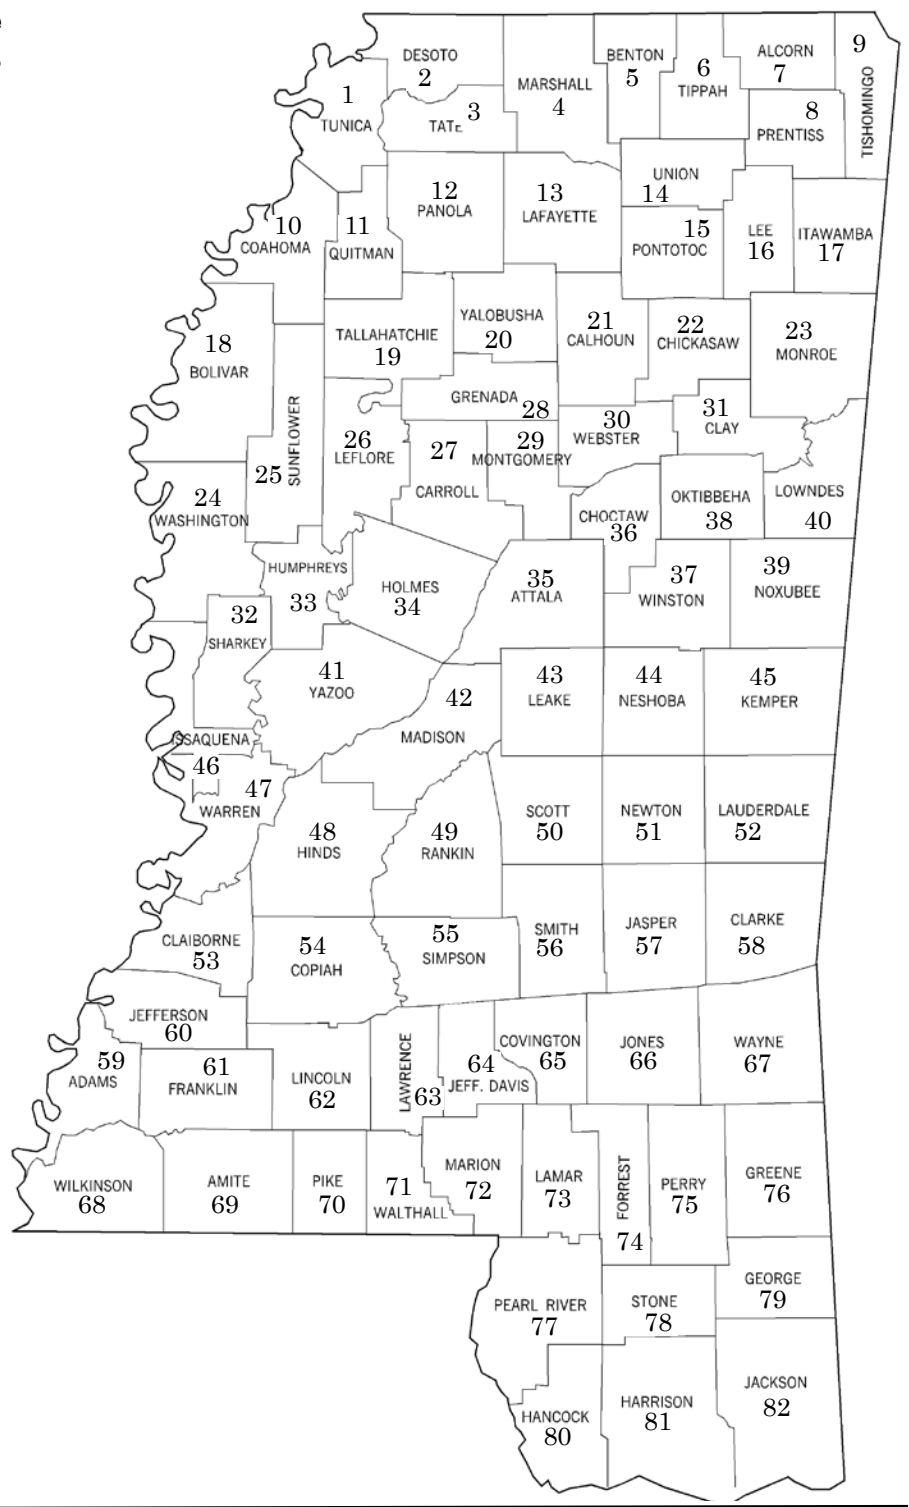 DESOTO
2
1
TUNICA
TATE
3
MARSHALL
4
BENTON
5
6
TIPPAH
ALCORN
7
8
PRENTISS
9
TISHOMINGO
10
COAHOMA
11
QUITMAN
12
PANOLA
13
LAFAYETTE
UNION
14
15
PONTOTOC
LEE
16
ITAWAMBA
17
18
BOLIVAR
TALLAHATCHIE
19
YALOBUSHA
20
21
CALHOUN
22
CHICKASAW
23
MONROE
24
WASHINGTON
25
SUNFLOWER
26
LEFLORE
27
CARROLL
GRENADA
28
29
MONTGOMERY
30
WEBSTER
31
CLAY
32
SHARKEY
HUMPHREYS
33
HOLMES
34
35
ATTALA
CHOCTAW
36
37
WINSTON
OKTIBBEHA
38
39
NOXUBEE
LOWNDES
40
41
YAZOO
42
MADISON
43
LEAKE
44
NESHOBA
45
KEMPER
ISSAQUENA
46
47
WARREN
48
HINDS
49
RANKIN
SCOTT
50
NEWTON
51
LAUDERDALE
52
CLAIBORNE
53
54
COPIAH
55
SIMPSON
SMITH
56
JASPER
57
CLARKE
58
59
ADAMS
JEFFERSON
60
61
FRANKLIN
LINCOLN
62
LAWRENCE
63
64
JEFF. DAVIS
COVINGTON
65
JONES
66
WAYNE
67
WILKINSON
68
AMITE
69
PIKE
70
71
WALTHALL
MARION
72
LAMAR
73
FORREST
74
PERRY
75
GREENE
76
PEARL RIVER
77
STONE
78
GEORGE
79
HANCOCK
80
HARRISON
81
JACKSON
82